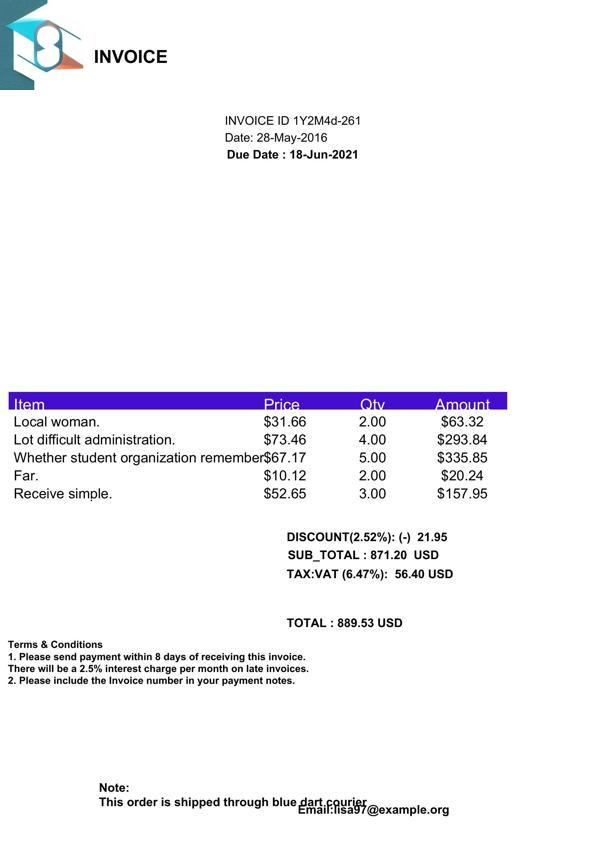 INVOICE
INVOICE ID 1Y2M4d-261
Date: 28-May-2016
Due Date : 18-Jun-2021
Item Price Qty Amount
Local woman. $31.66 2.00 $63.32
Lot difficult administration. $73.46 4.00 $293.84
Whether student organization remember $67.17 5.00 $335.85
Far. $10.12 2.00 $20.24
Receive simple. $52.65 3.00 $157.95
DISCOUNT(2.52%): (-) 21.95
SUB_TOTAL : 871.20 USD
TAX:VAT (6.47%): 56.40 USD
TOTAL : 889.53 USD
Terms & Conditions
1. Please send payment within 8 days of receiving this invoice.
There will be a 2.5% interest charge per month on late invoices.
2. Please include the Invoice number in your payment notes.
Note:
This order is shipped through blue dart courier
Email:lisa97@example.org